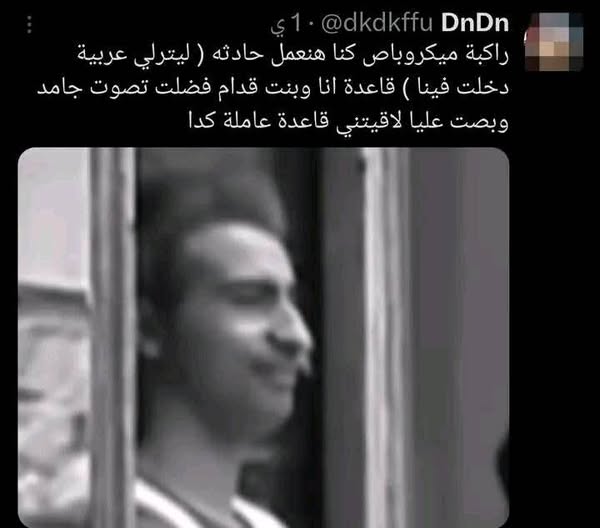 DnDn @dkdkffu · 1ي
راكبة ميكروباص كنا هنعمل حادثه ( ليترلي عربية
دخلت فينا ) قاعدة انا وبنت قدام فضلت تصوت جامد
وبصت عليا لاقيتني قاعدة عاملة كدا